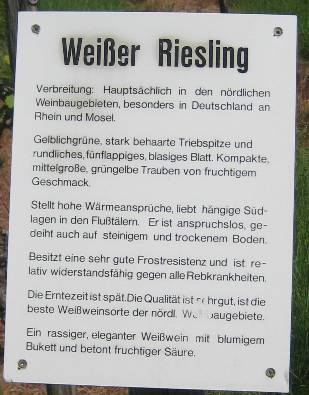 Weißer Riesling
Verbreitung: Hauptsächlich in den nördlichen
Weinbaugebieten, besonders in Deutschland an
Rhein und Mosel.
Gelblichgrüne, stark behaarte Triebspitze und
rundliches, fünflappiges, blasiges Blatt. Kompakte,
mittelgroße, grüngelbe Trauben von fruchtigem
Geschmack.
Stellt hohe Wärmeansprüche, liebt hängige Süd-
lagen in den Flußtälern. Er ist anspruchslos, ge-
deiht auch auf steinigem und trockenem Boden.
Besitzt eine sehr gute Frostresistenz und ist re-
lativ widerstandsfähig gegen alle Rebkrankheiten.
Die Erntezeit ist spät. Die Qualität ist sehr gut, ist die
beste Weißweinsorte der nördl. Weinbaugebiete.
Ein rassiger, eleganter Weißwein mit blumigem
Bukett und betont fruchtiger Säure.